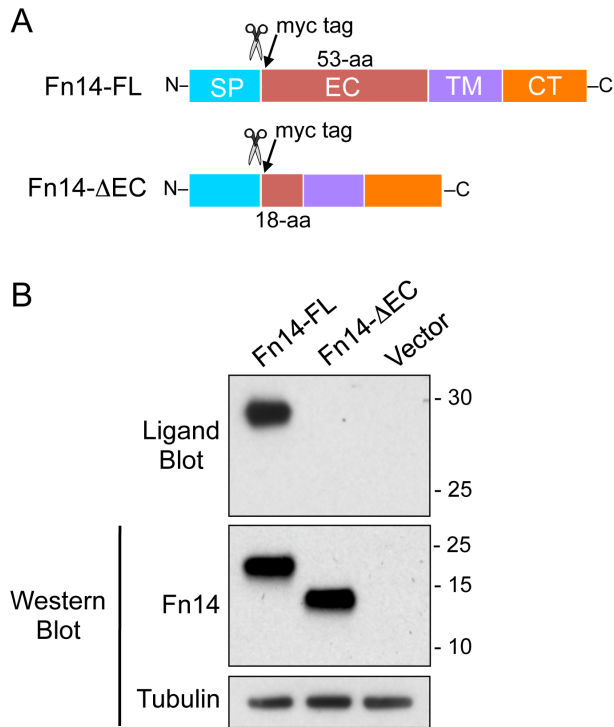 A
myc tag
53-aa
Fn14-FL N– SP EC TM CT –C
myc tag
Fn14-ΔEC N– –C
18-aa
B
Fn14-FL
Fn14-ΔEC
Vector
Ligand Blot
- 30
- 25
Western Blot
Fn14
- 25
- 15
- 10
Tubulin